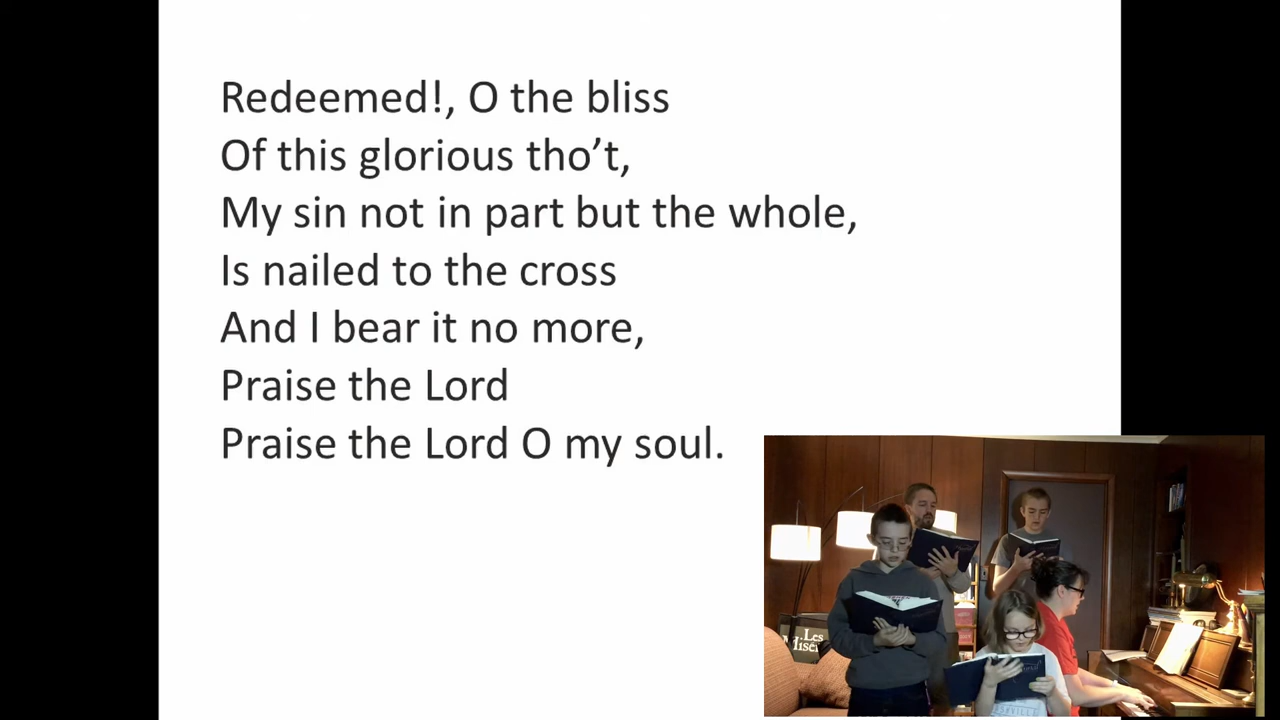 Redeemed!, O the bliss
Of this glorious tho’t,
My sin not in part but the whole,
Is nailed to the cross
And I bear it no more,
Praise the Lord
Praise the Lord O my soul.
Les